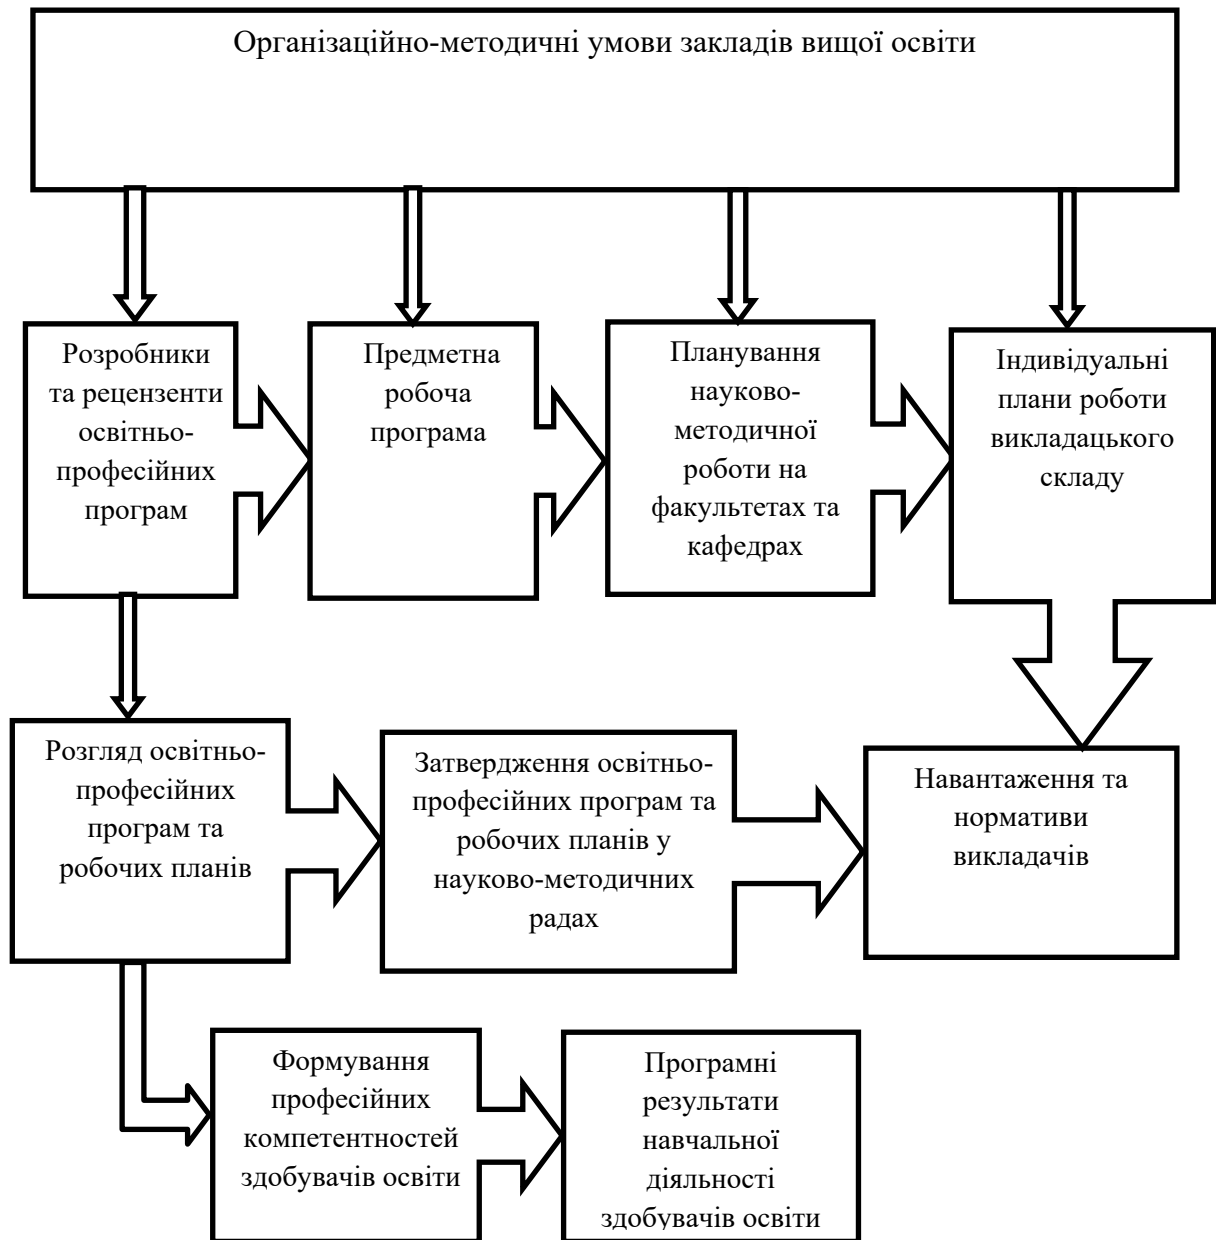 Організаційно-методичні умови закладів вищої освіти
Розробники
та рецензенти
освітньо-
професійних
програм
Предметна
робоча
програма
Планування
науково-
методичної
роботи на
факультетах та
кафедрах
Індивідуальні
плани роботи
викладацького
складу
Розгляд освітньо-
професійних
програм та
робочих планів
Затвердження освітньо-
професійних програм та
робочих планів у
науково-методичних
радах
Навантаження та
нормативи
викладачів
Формування
професійних
компетентностей
здобувачів освіти
Програмні
результати
навчальної
діяльності
здобувачів освіти